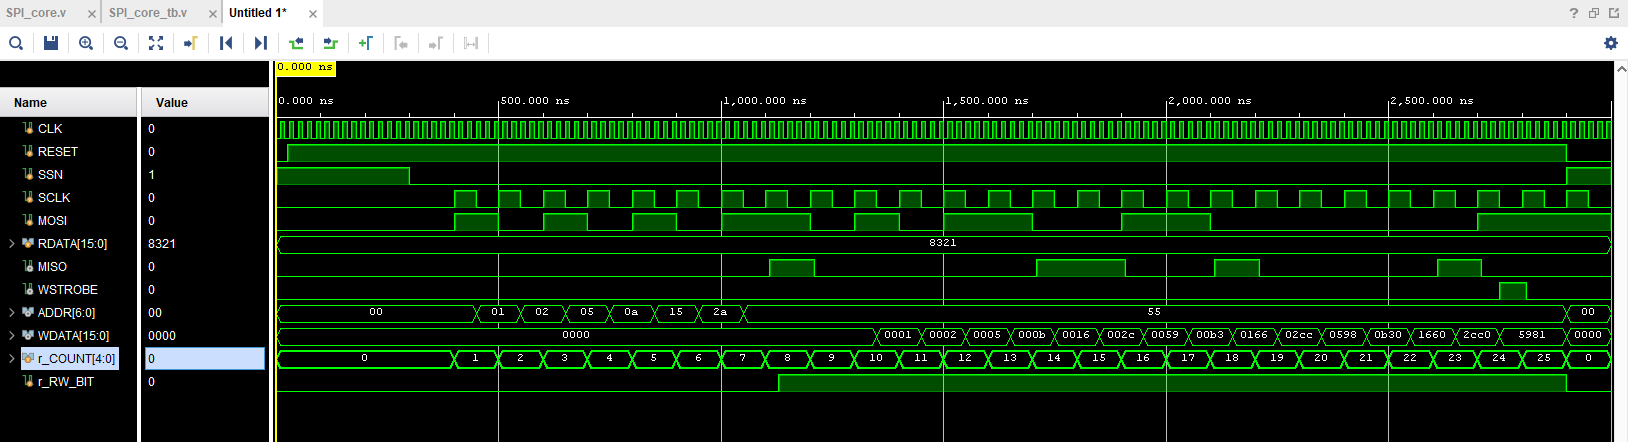 SPI_core.v × SPI_core_tb.v × Untitled 1* ×
0.000 ns
Name Value
0.000 ns 500.000 ns 1,000.000 ns 1,500.000 ns 2,000.000 ns 2,500.000 ns
CLK 0
RESET 0
SSN 1
SCLK 0
MOSI 0
RDATA[15:0] 8321 8321
MISO 0
WSTROBE 0
ADDR[6:0] 00 00 01 02 05 0a 15 2a 55 00
WDATA[15:0] 0000 0000 0001 0002 0005 000b 0016 002c 0059 00b3 0166 02cc 0598 0b30 1660 2cc0 5981 0000
r_COUNT[4:0] 0 0 1 2 3 4 5 6 7 8 9 10 11 12 13 14 15 16 17 18 19 20 21 22 23 24 25 0
r_RW_BIT 0